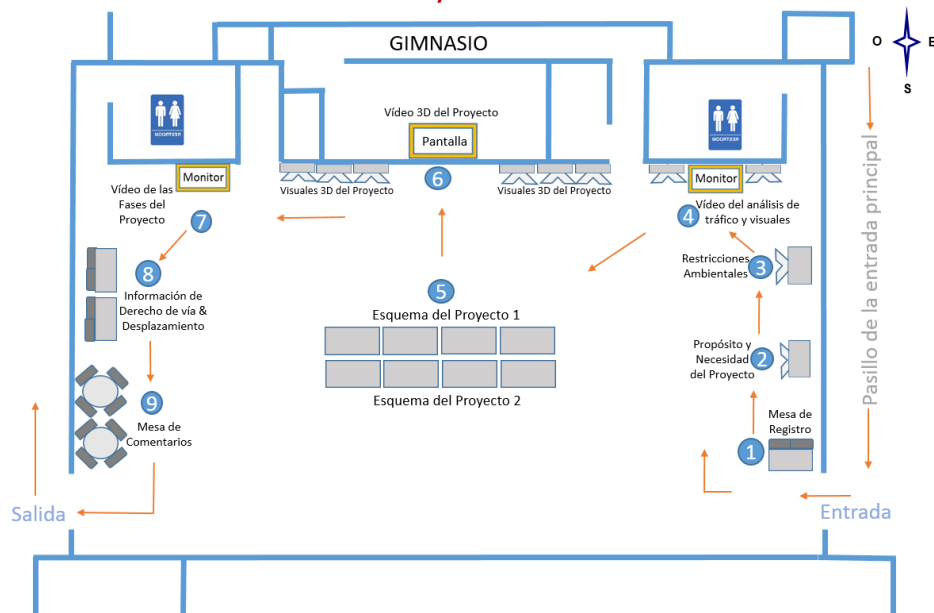 GIMNASIO
O
E
S
Vídeo 3D del Proyecto
Pantalla
Monitor
Monitor
Visuales 3D del Proyecto
Visuales 3D del Proyecto
6
Vídeo de las
Fases del
Proyecto
7
4
Vídeo del análisis de
tráfico y visuales
Restricciones
Ambientales
3
8
Información de
Derecho de vía &
Desplazamiento
5
Esquema del Proyecto 1
Esquema del Proyecto 2
Propósito y
Necesidad
del Proyecto
2
9
Mesa de
Comentarios
Mesa de
Registro
1
Pasillo de la entrada principal
Salida
Entrada